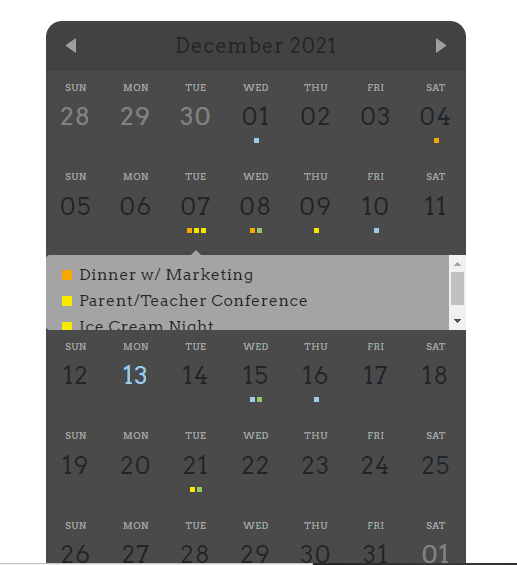 December 2021
SUN MON TUE WED THU FRI SAT
28 29 30 01 02 03 04
SUN MON TUE WED THU FRI SAT
05 06 07 08 09 10 11
Dinner w/ Marketing
Parent/Teacher Conference
Ice Cream Night
SUN MON TUE WED THU FRI SAT
12 13 14 15 16 17 18
SUN MON TUE WED THU FRI SAT
19 20 21 22 23 24 25
SUN MON TUE WED THU FRI SAT
26 27 28 29 30 31 01